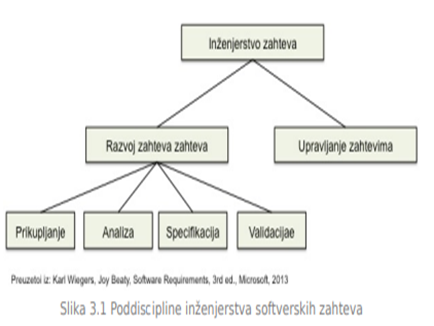 Inženjerstvo zahteva
Razvoj zahteva zahteva
Upravljanje zahtevima
Prikupljanje
Analiza
Specifikacija
Validacijae
Preuzetoi iz: Karl Wiegers, Joy Beaty, Software Requirements, 3rd ed., Microsoft, 2013
Slika 3.1 Poddiscipline inženjerstva softverskih zahteva